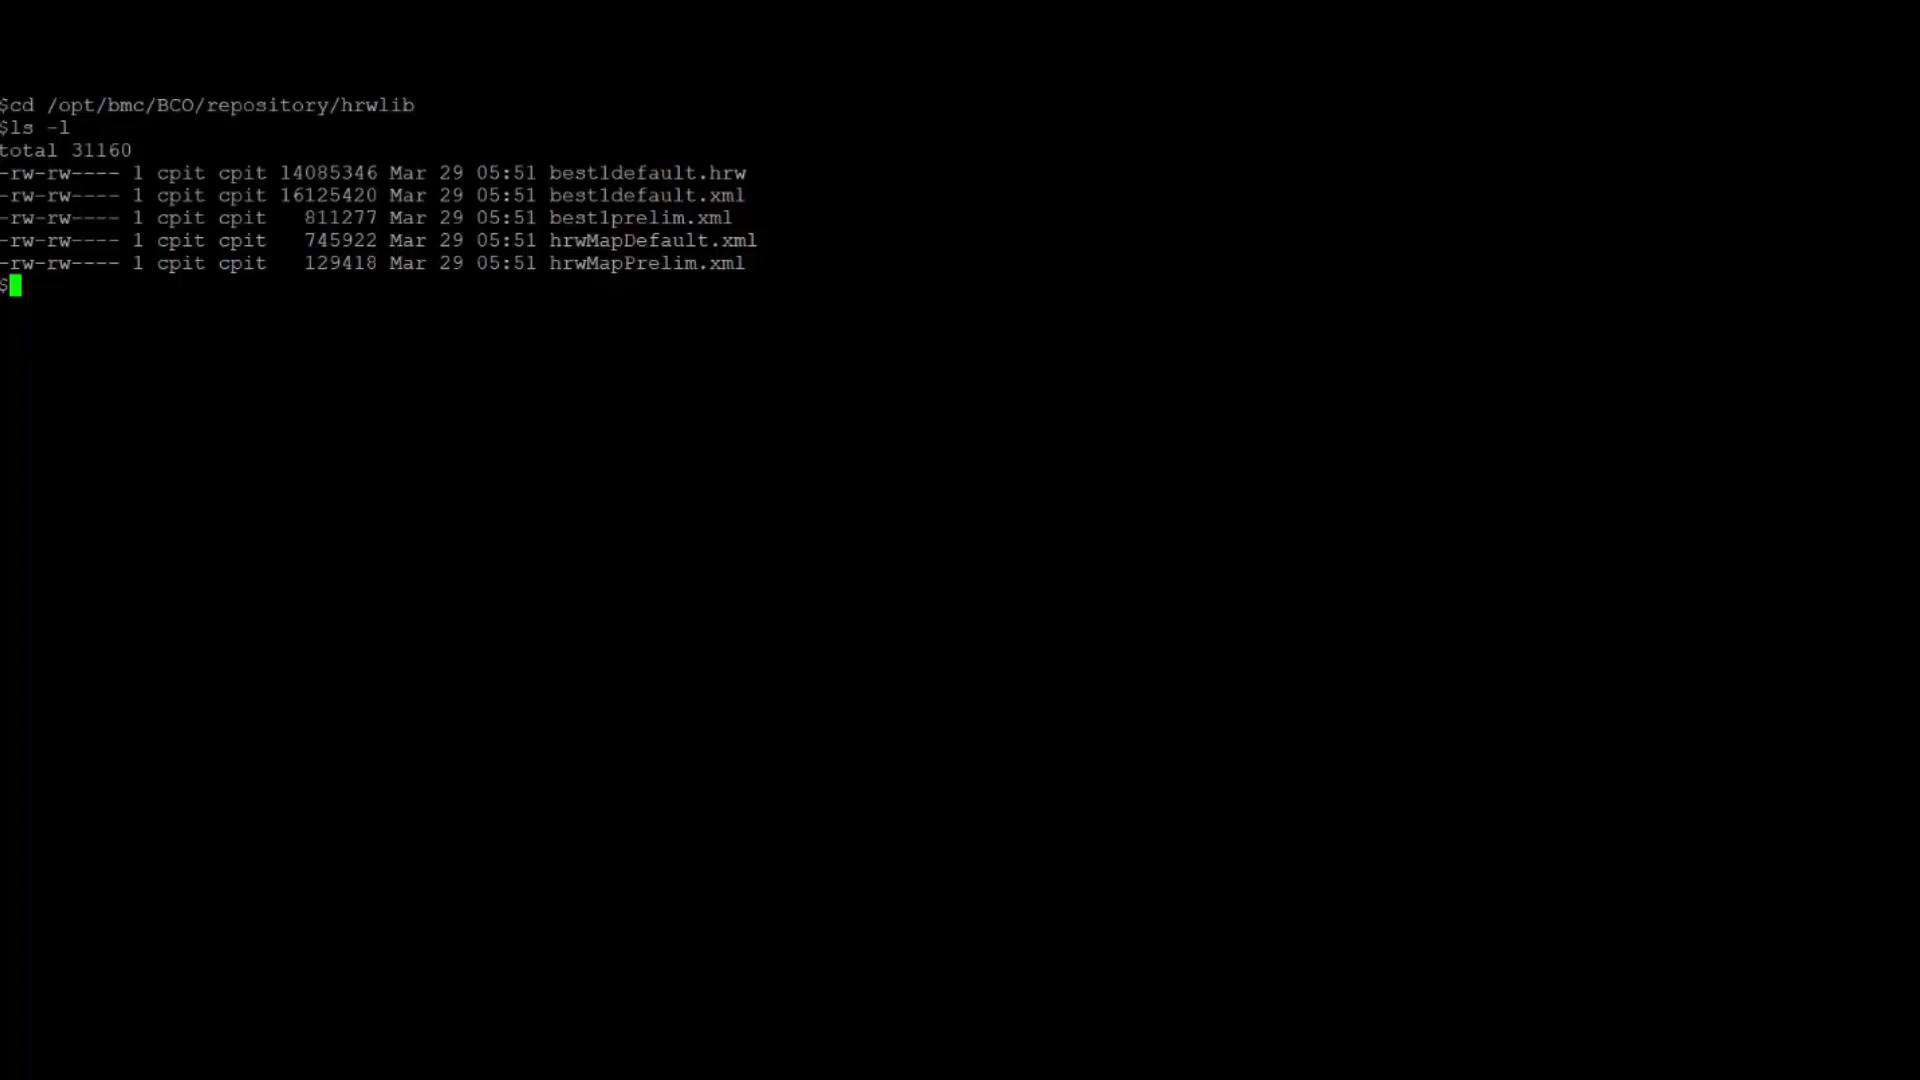 $cd /opt/bmc/BCO/repository/hrwlib
$ls -l
total 31160
-rw-rw---- 1 cpit cpit 14085346 Mar 29 05:51 best1default.hrw
-rw-rw---- 1 cpit cpit 16125420 Mar 29 05:51 best1default.xml
-rw-rw---- 1 cpit cpit   811277 Mar 29 05:51 best1prelim.xml
-rw-rw---- 1 cpit cpit   745922 Mar 29 05:51 hrwMapDefault.xml
-rw-rw---- 1 cpit cpit   129418 Mar 29 05:51 hrwMapPrelim.xml
$